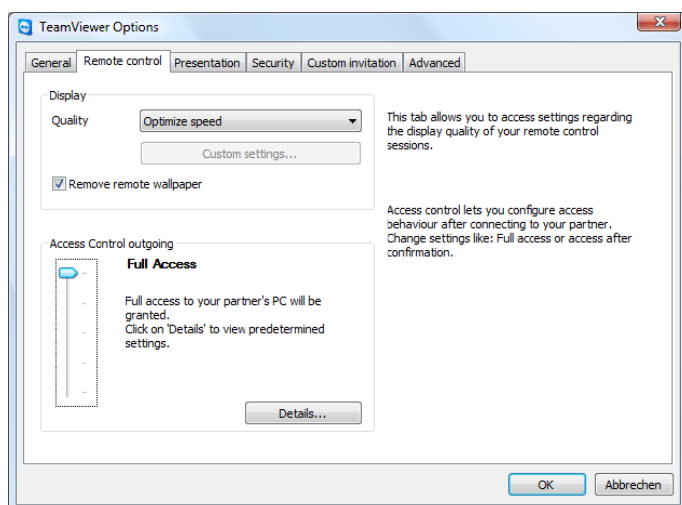 TeamViewer Options
General Remote control Presentation Security Custom invitation Advanced
Display
Quality Optimize speed
Custom settings...
Remove remote wallpaper
This tab allows you to access settings regarding
the display quality of your remote control
sessions.
Access control lets you configure access
behaviour after connecting to your partner.
Change settings like: Full access or access after
confirmation.
Access Control outgoing
Full Access
Full access to your partner's PC will be
granted.
Click on 'Details' to view predetermined
settings.
Details...
OK Abbrechen